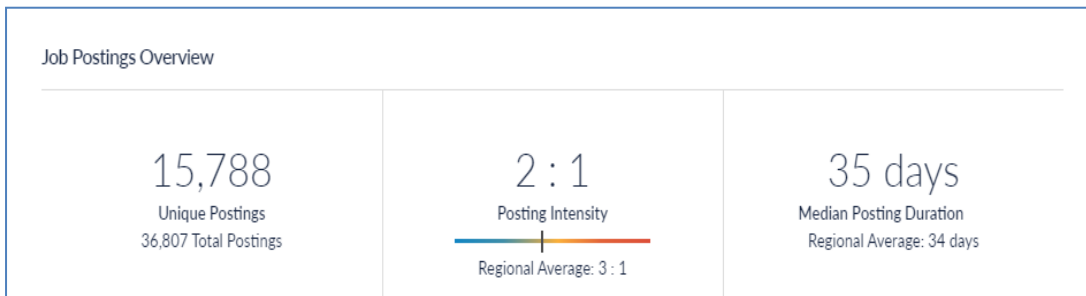 Job Postings Overview
15,788
Unique Postings
36,807 Total Postings
2 : 1
Posting Intensity
Regional Average: 3 : 1
35 days
Median Posting Duration
Regional Average: 34 days